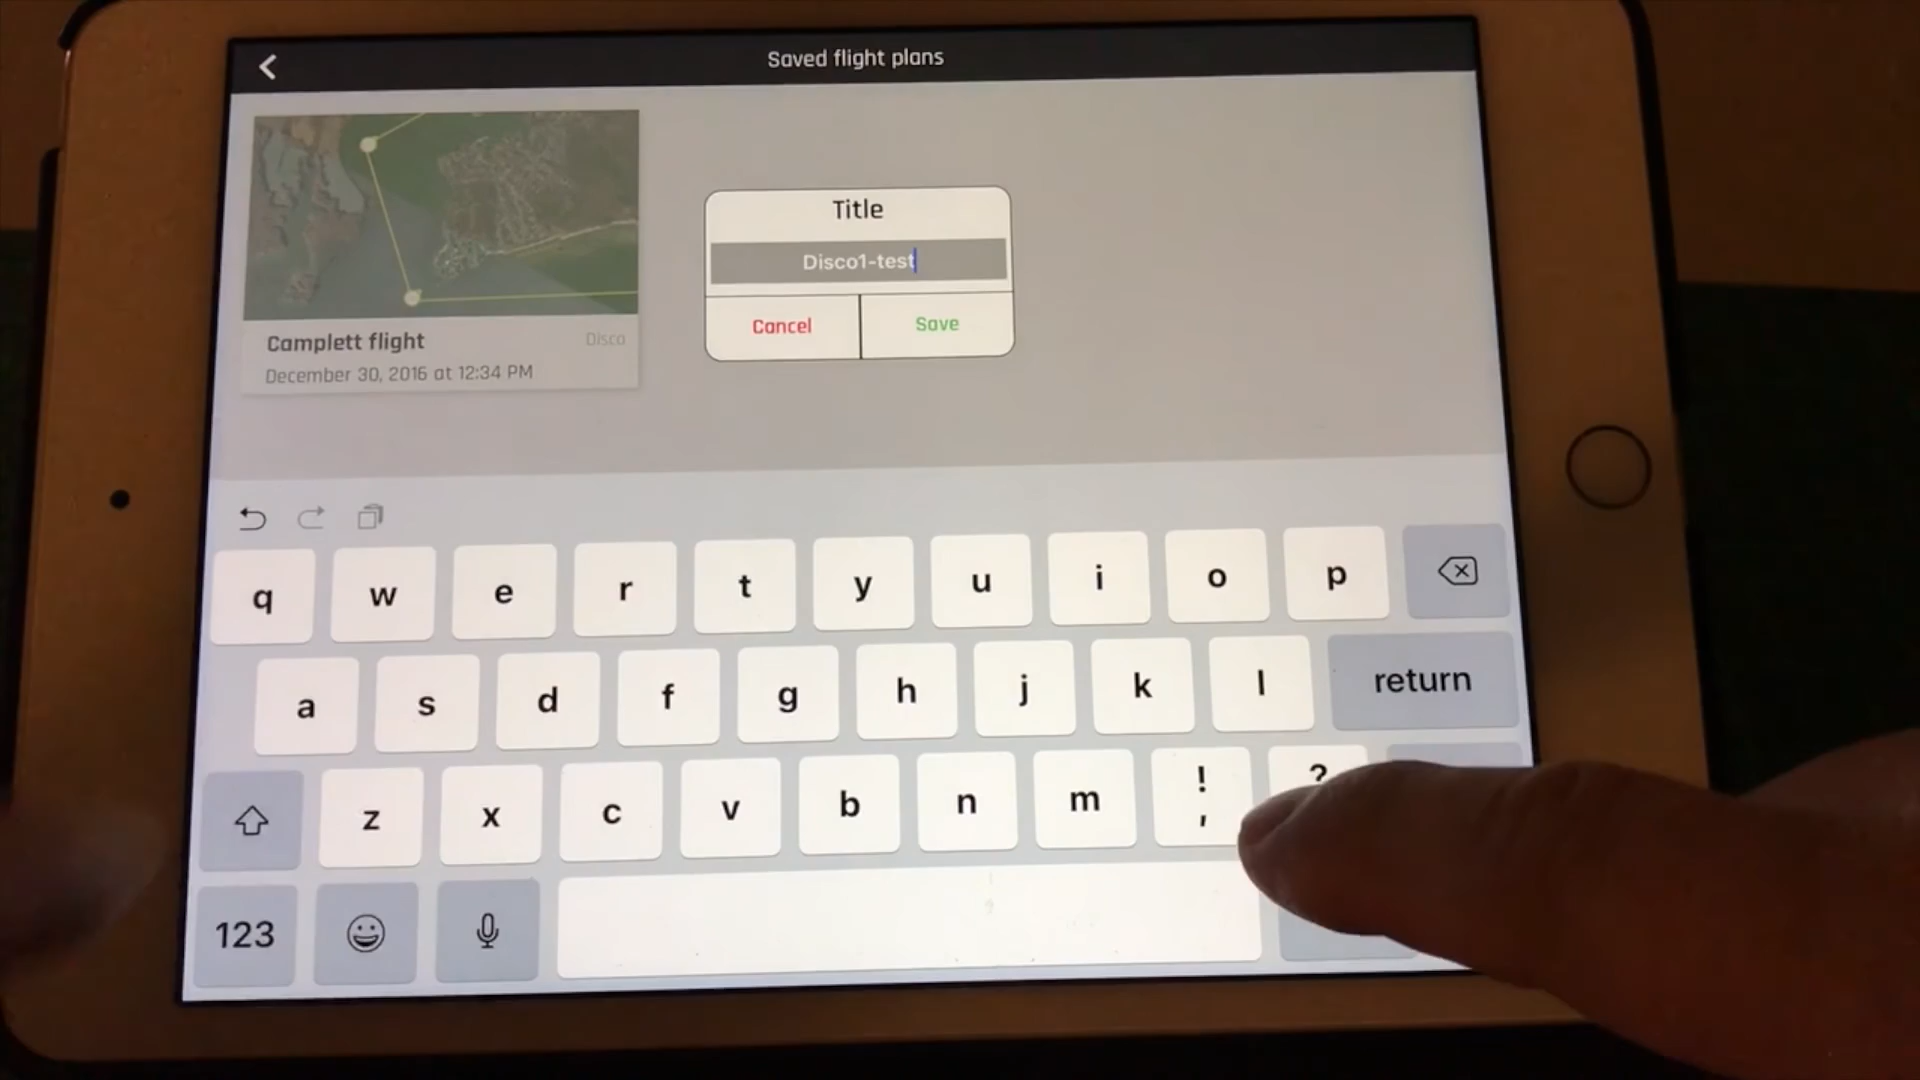 Saved flight plans
Title
Disco1-test
Cancel
Save
Camplett flight
Disco
December 30, 2016 at 12:34 PM
q w e r t y u i o p
a s d f g h j k l return
z x c v b n m ! , ?
123